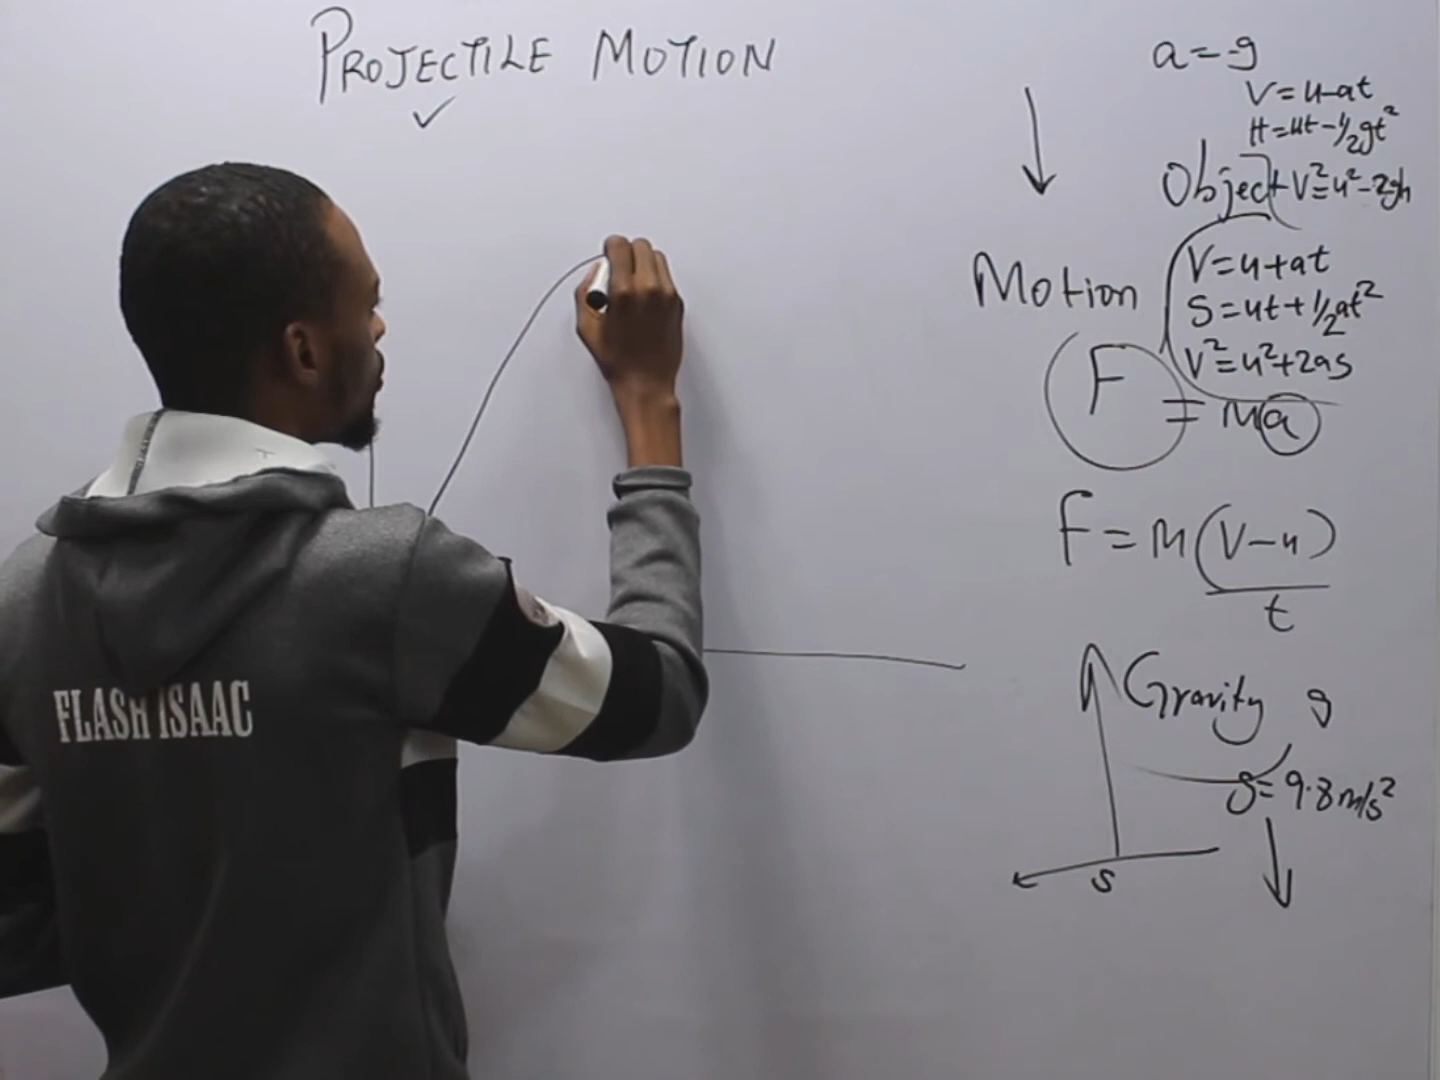 PROJECTILE MOTION
a = -g
V = u-at
H = ut - 1/2gt²
Object V² = u² - 2gh
Motion
V = u + at
S = ut + 1/2at²
V² = u² + 2as
F = Ma
F = M(V-u)
t
Gravity g
g = 9.8 m/s²
s
FLASH ISAAC